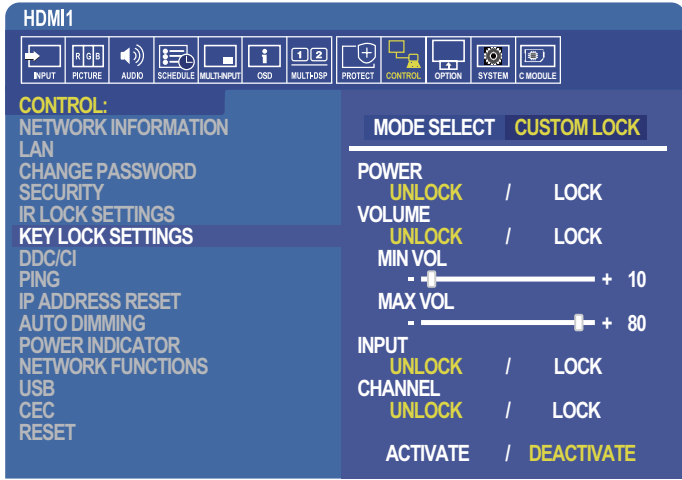 HDMI1
INPUT PICTURE AUDIO SCHEDULE MULTI-INPUT OSD MULTI-DSP PROTECT CONTROL OPTION SYSTEM C MODULE
R G B
1 2
CONTROL:
NETWORK INFORMATION
LAN
CHANGE PASSWORD
SECURITY
IR LOCK SETTINGS
KEY LOCK SETTINGS
DDC/CI
PING
IP ADDRESS RESET
AUTO DIMMING
POWER INDICATOR
NETWORK FUNCTIONS
USB
CEC
RESET
MODE SELECT CUSTOM LOCK
POWER
UNLOCK / LOCK
VOLUME
UNLOCK / LOCK
MIN VOL
- + 10
MAX VOL
- + 80
INPUT
UNLOCK / LOCK
CHANNEL
UNLOCK / LOCK
ACTIVATE / DEACTIVATE